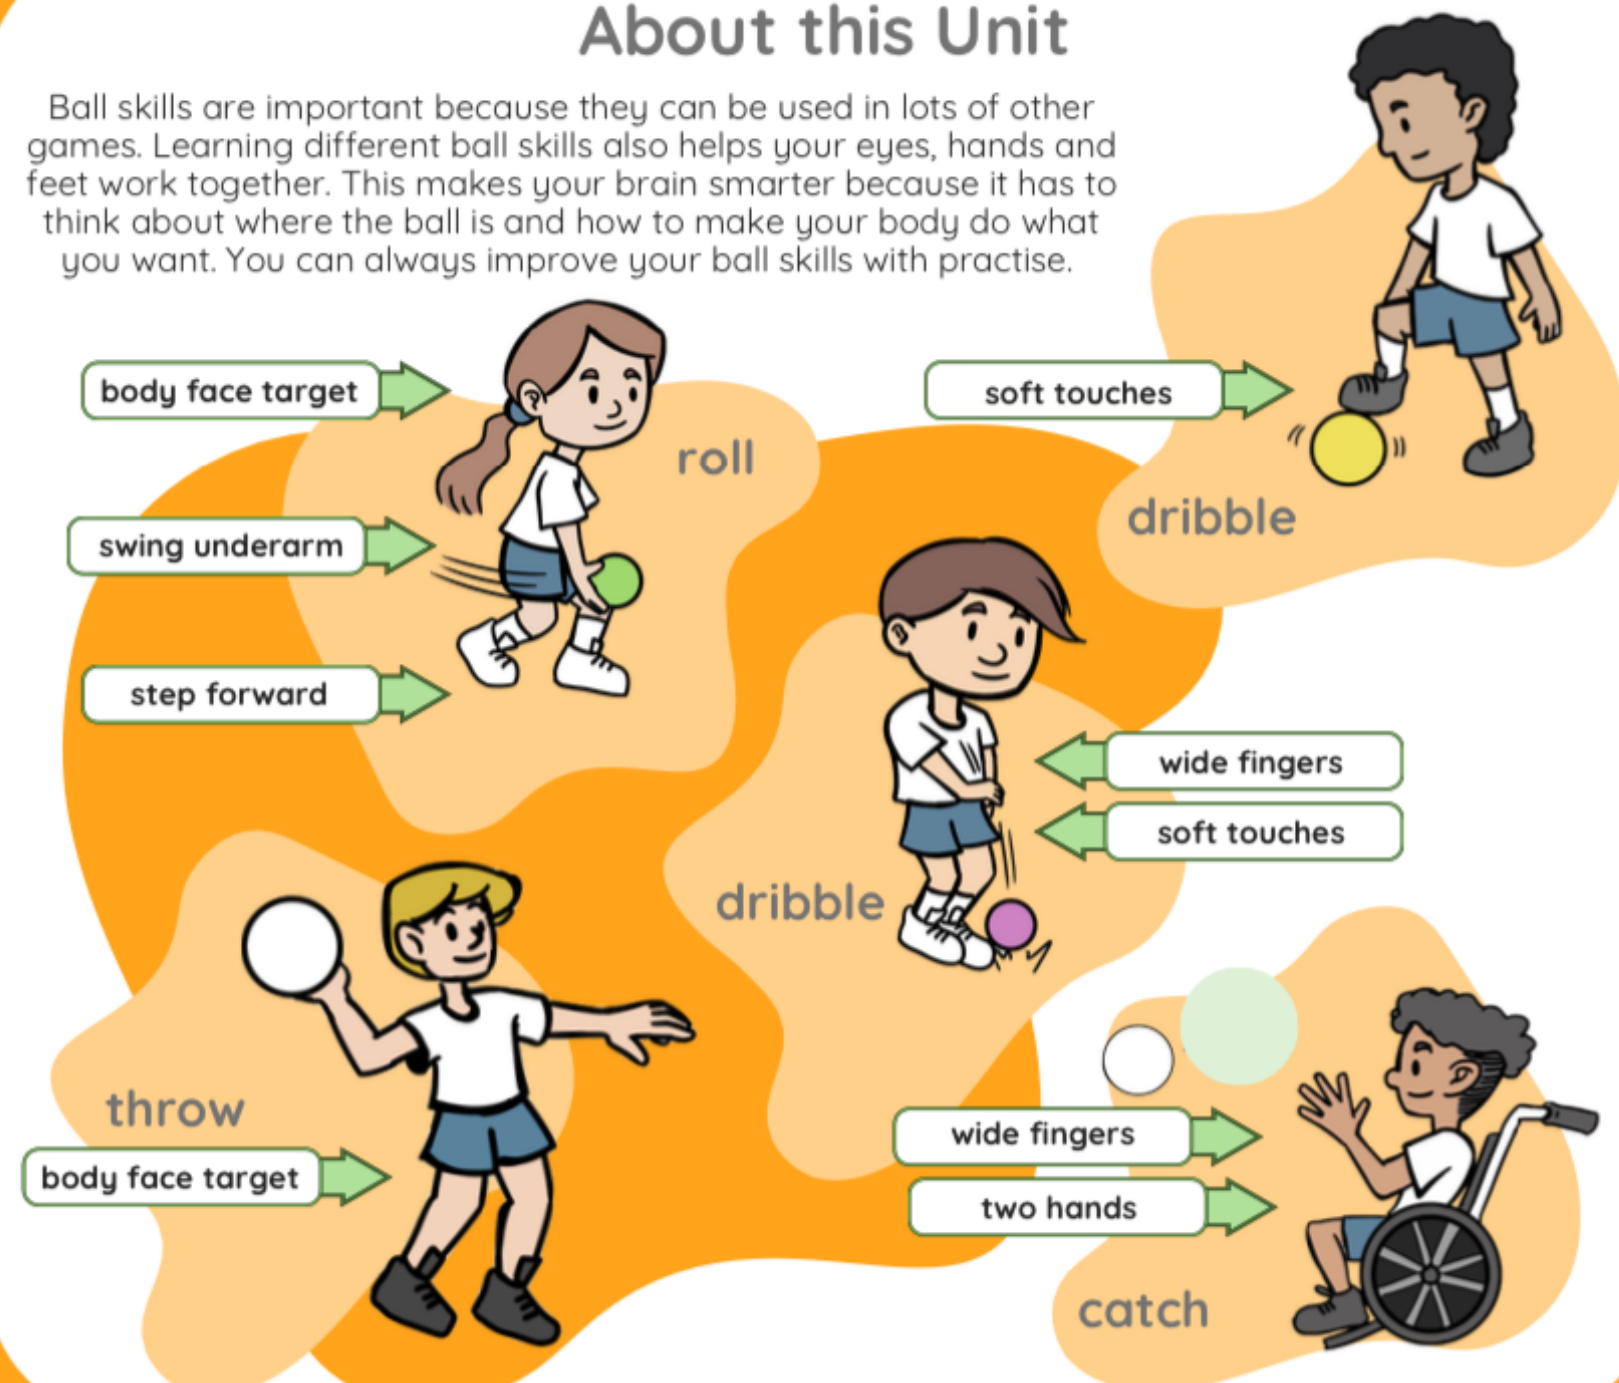 About this Unit
Ball skills are important because they can be used in lots of other
games. Learning different ball skills also helps your eyes, hands and
feet work together. This makes your brain smarter because it has to
think about where the ball is and how to make your body do what
you want. You can always improve your ball skills with practise.
body face target
roll
swing underarm
step forward
soft touches
dribble
wide fingers
soft touches
dribble
throw
body face target
wide fingers
two hands
catch